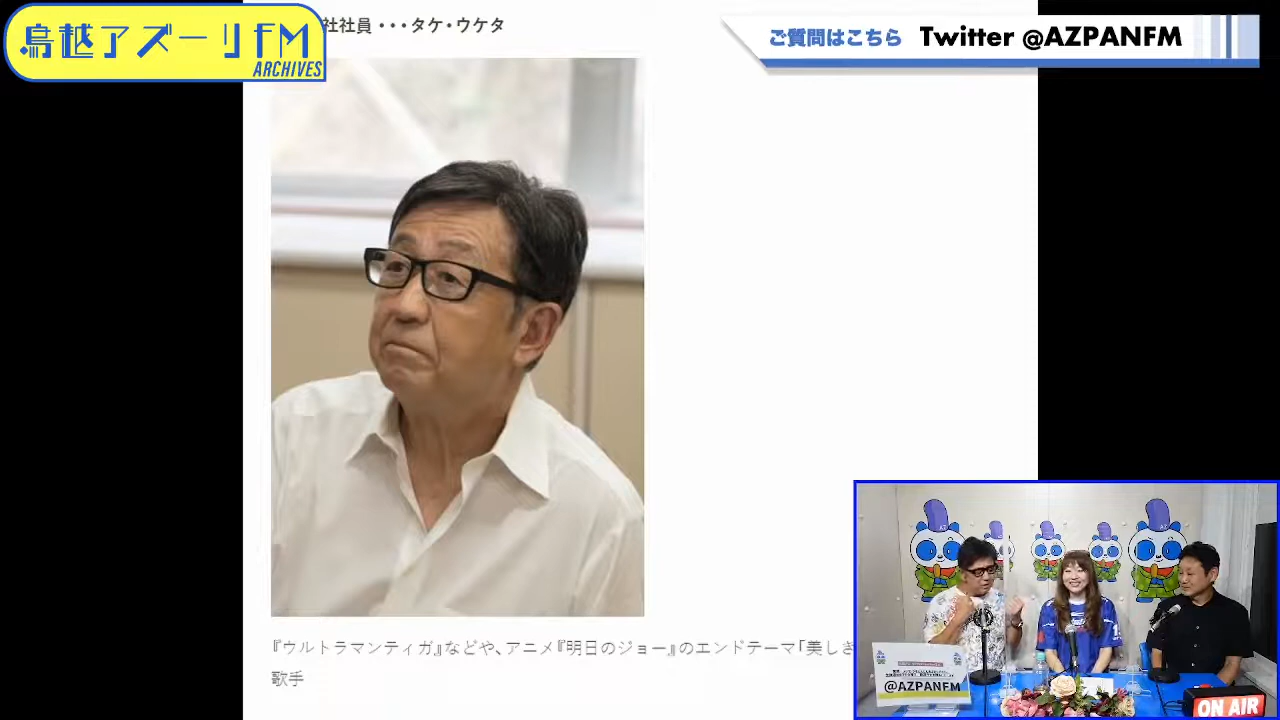 鳥越アズーリFM
ARCHIVES
社社員・・・タケ・ウケタ
ご質問はこちら Twitter @AZPANFM
『ウルトラマンティガ』などや、アニメ『明日のジョー』のエンドテーマ「美しき
歌手
@AZPANFM
ON AIR